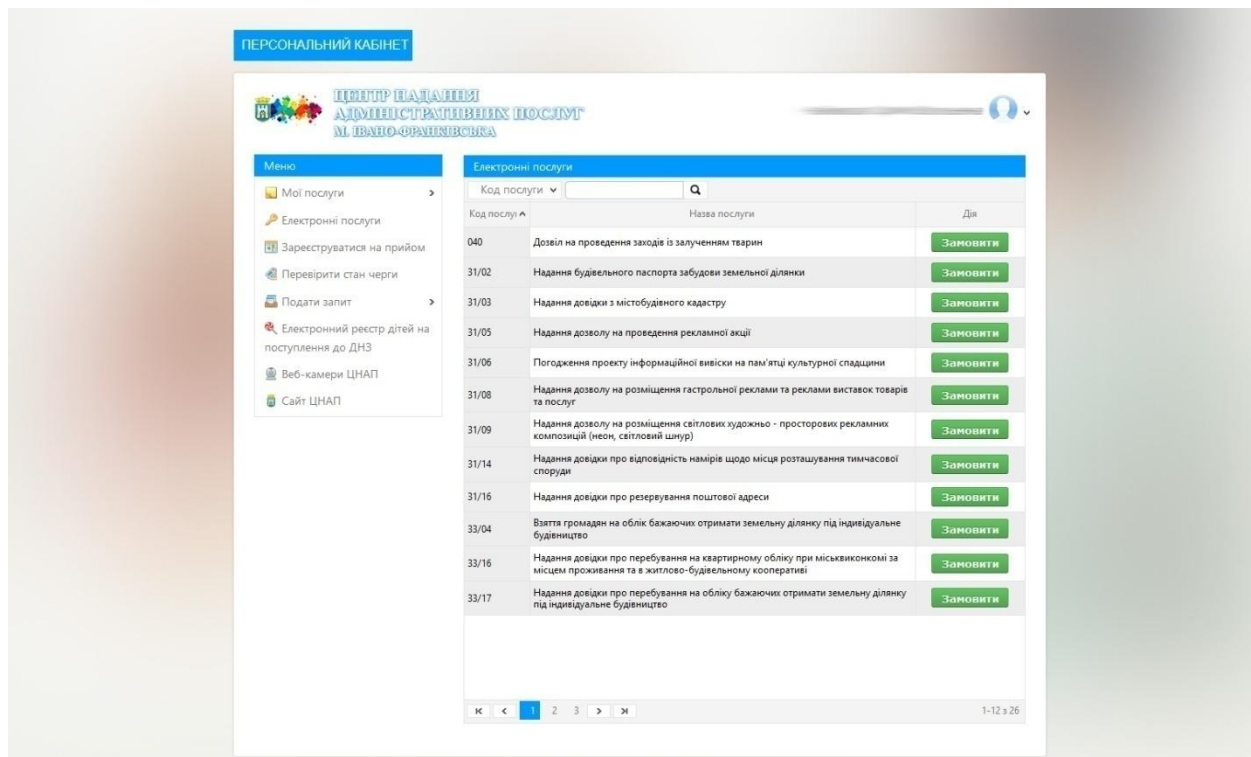 ПЕРСОНАЛЬНИЙ КАБІНЕТ
ЦЕНТР НАДАННЯ
АДМІНІСТРАТИВНИХ ПОСЛУГ
М. ІВАНО-ФРАНКІВСЬКА
Меню
Мої послуги
Електронні послуги
Зареєструватися на прийом
Перевірити стан черги
Подати запит
Електронний реєстр дітей на
поступлення до ДНЗ
Веб-камери ЦНАП
Сайт ЦНАП
Електронні послуги
Код послуги
Код послуг Назва послуги Дія
040 Дозвіл на проведення заходів із залученням тварин Замовити
31/02 Надання будівельного паспорта забудови земельної ділянки Замовити
31/03 Надання довідки з містобудівного кадастру Замовити
31/05 Надання дозволу на проведення рекламної акції Замовити
31/06 Погодження проекту інформаційної вивіски на пам'ятці культурної спадщини Замовити
31/08 Надання дозволу на розміщення гастрольної реклами та реклами виставок товарів
та послуг Замовити
31/09 Надання дозволу на розміщення світлових художньо - просторових рекламних
композицій (неон, світловий шнур) Замовити
31/14 Надання довідки про відповідність намірів щодо місця розташування тимчасової
споруди Замовити
31/16 Надання довідки про резервування поштової адреси Замовити
33/04 Взяття громадян на облік бажаючих отримати земельну ділянку під індивідуальне
будівництво Замовити
33/16 Надання довідки про перебування на квартирному обліку при міськвиконкомі за
місцем проживання та в житлово-будівельному кооперативі Замовити
33/17 Надання довідки про перебування на обліку бажаючих отримати земельну ділянку
під індивідуальне будівництво Замовити
1 2 3 1-12 з 26